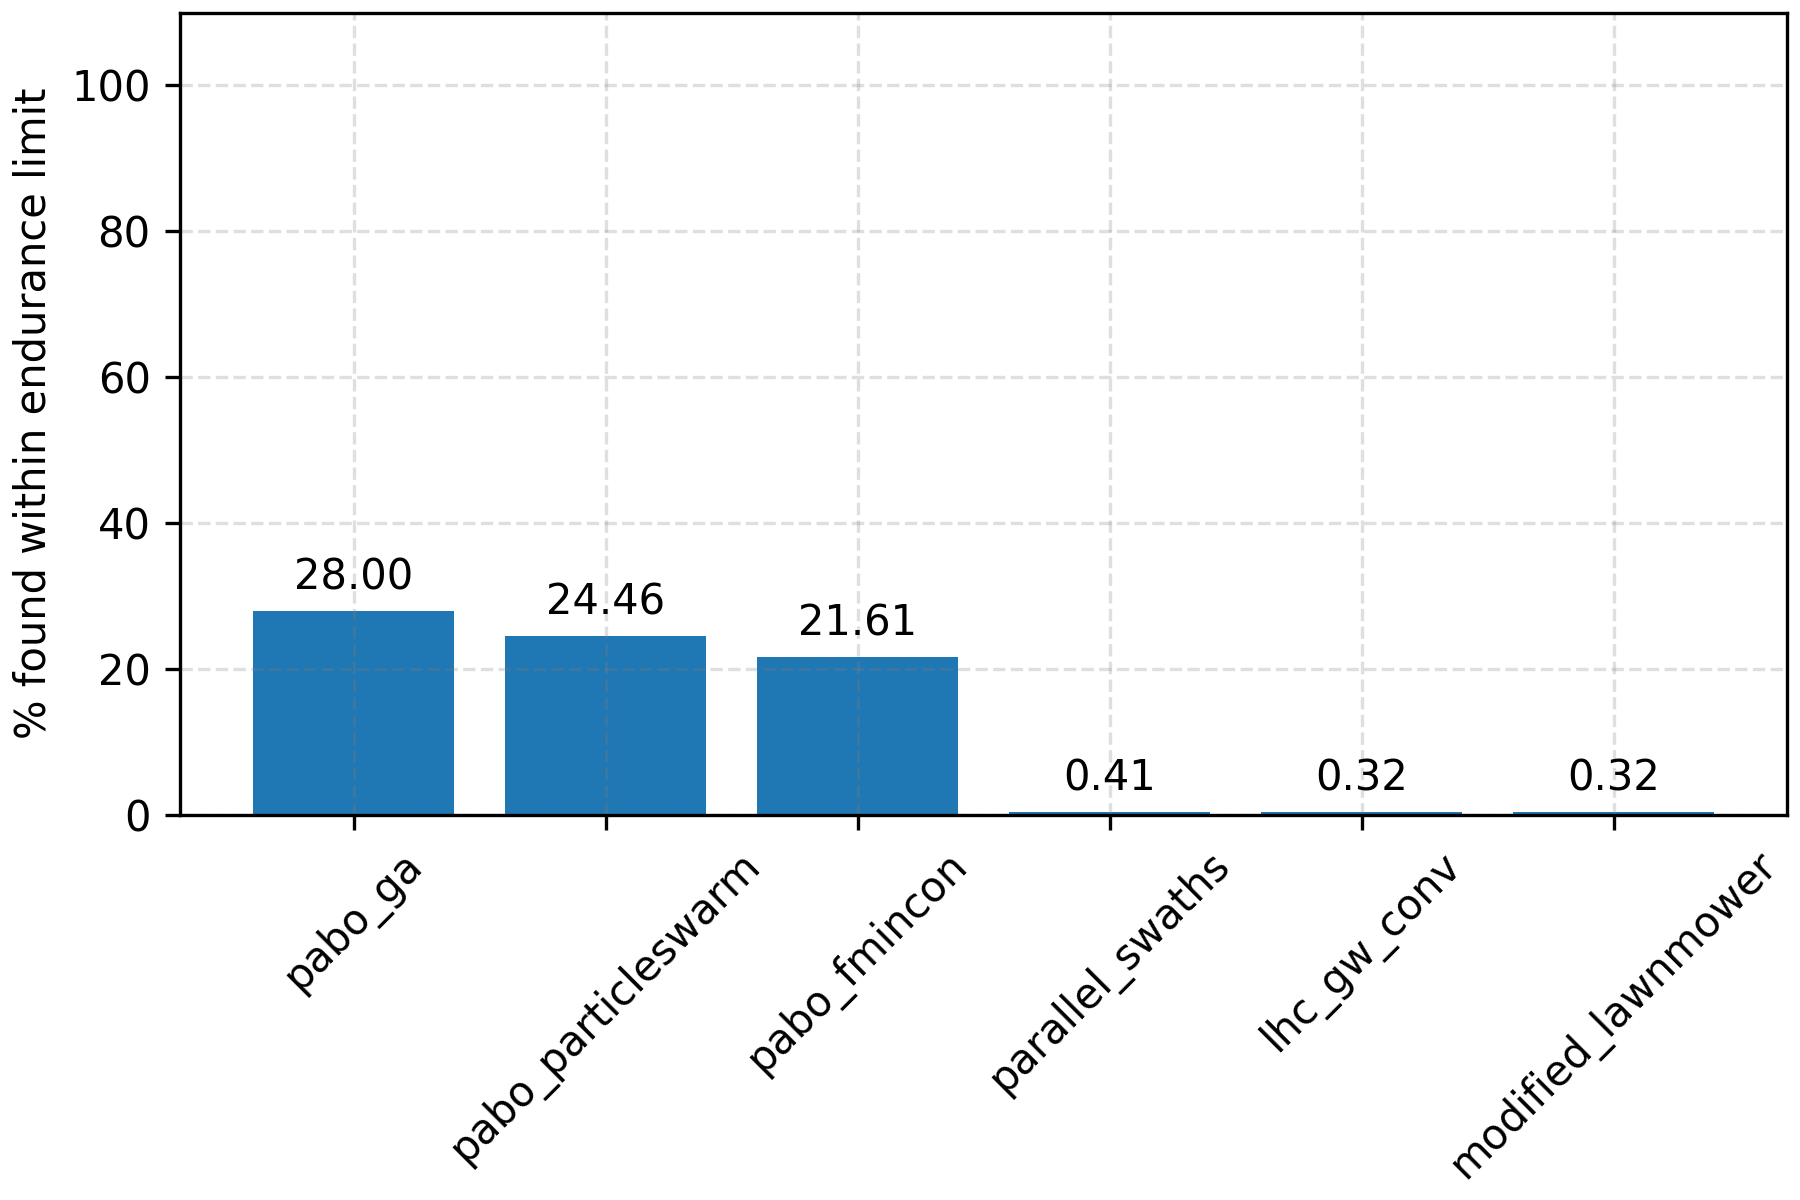 % found within endurance limit
100
80
60
40
20
0
28.00
24.46
21.61
0.41
0.32
0.32
pabo_ga
pabo_particleswarm
pabo_fmincon
parallel_swaths
lhc_gw_conv
modified_lawnmower